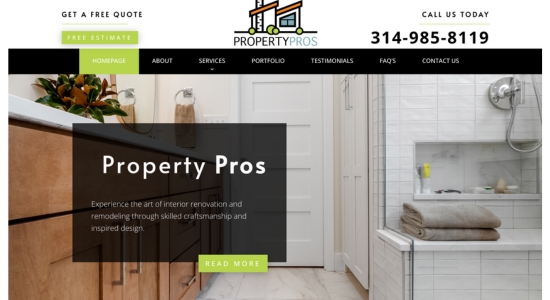 GET A FREE QUOTE
FREE ESTIMATE
PROPERTYPROS
CALL US TODAY
314-985-8119
HOMEPAGE ABOUT SERVICES PORTFOLIO TESTIMONIALS FAQ'S CONTACT US
Property Pros
Experience the art of interior renovation and
remodeling through skilled craftsmanship and
inspired design.
READ MORE